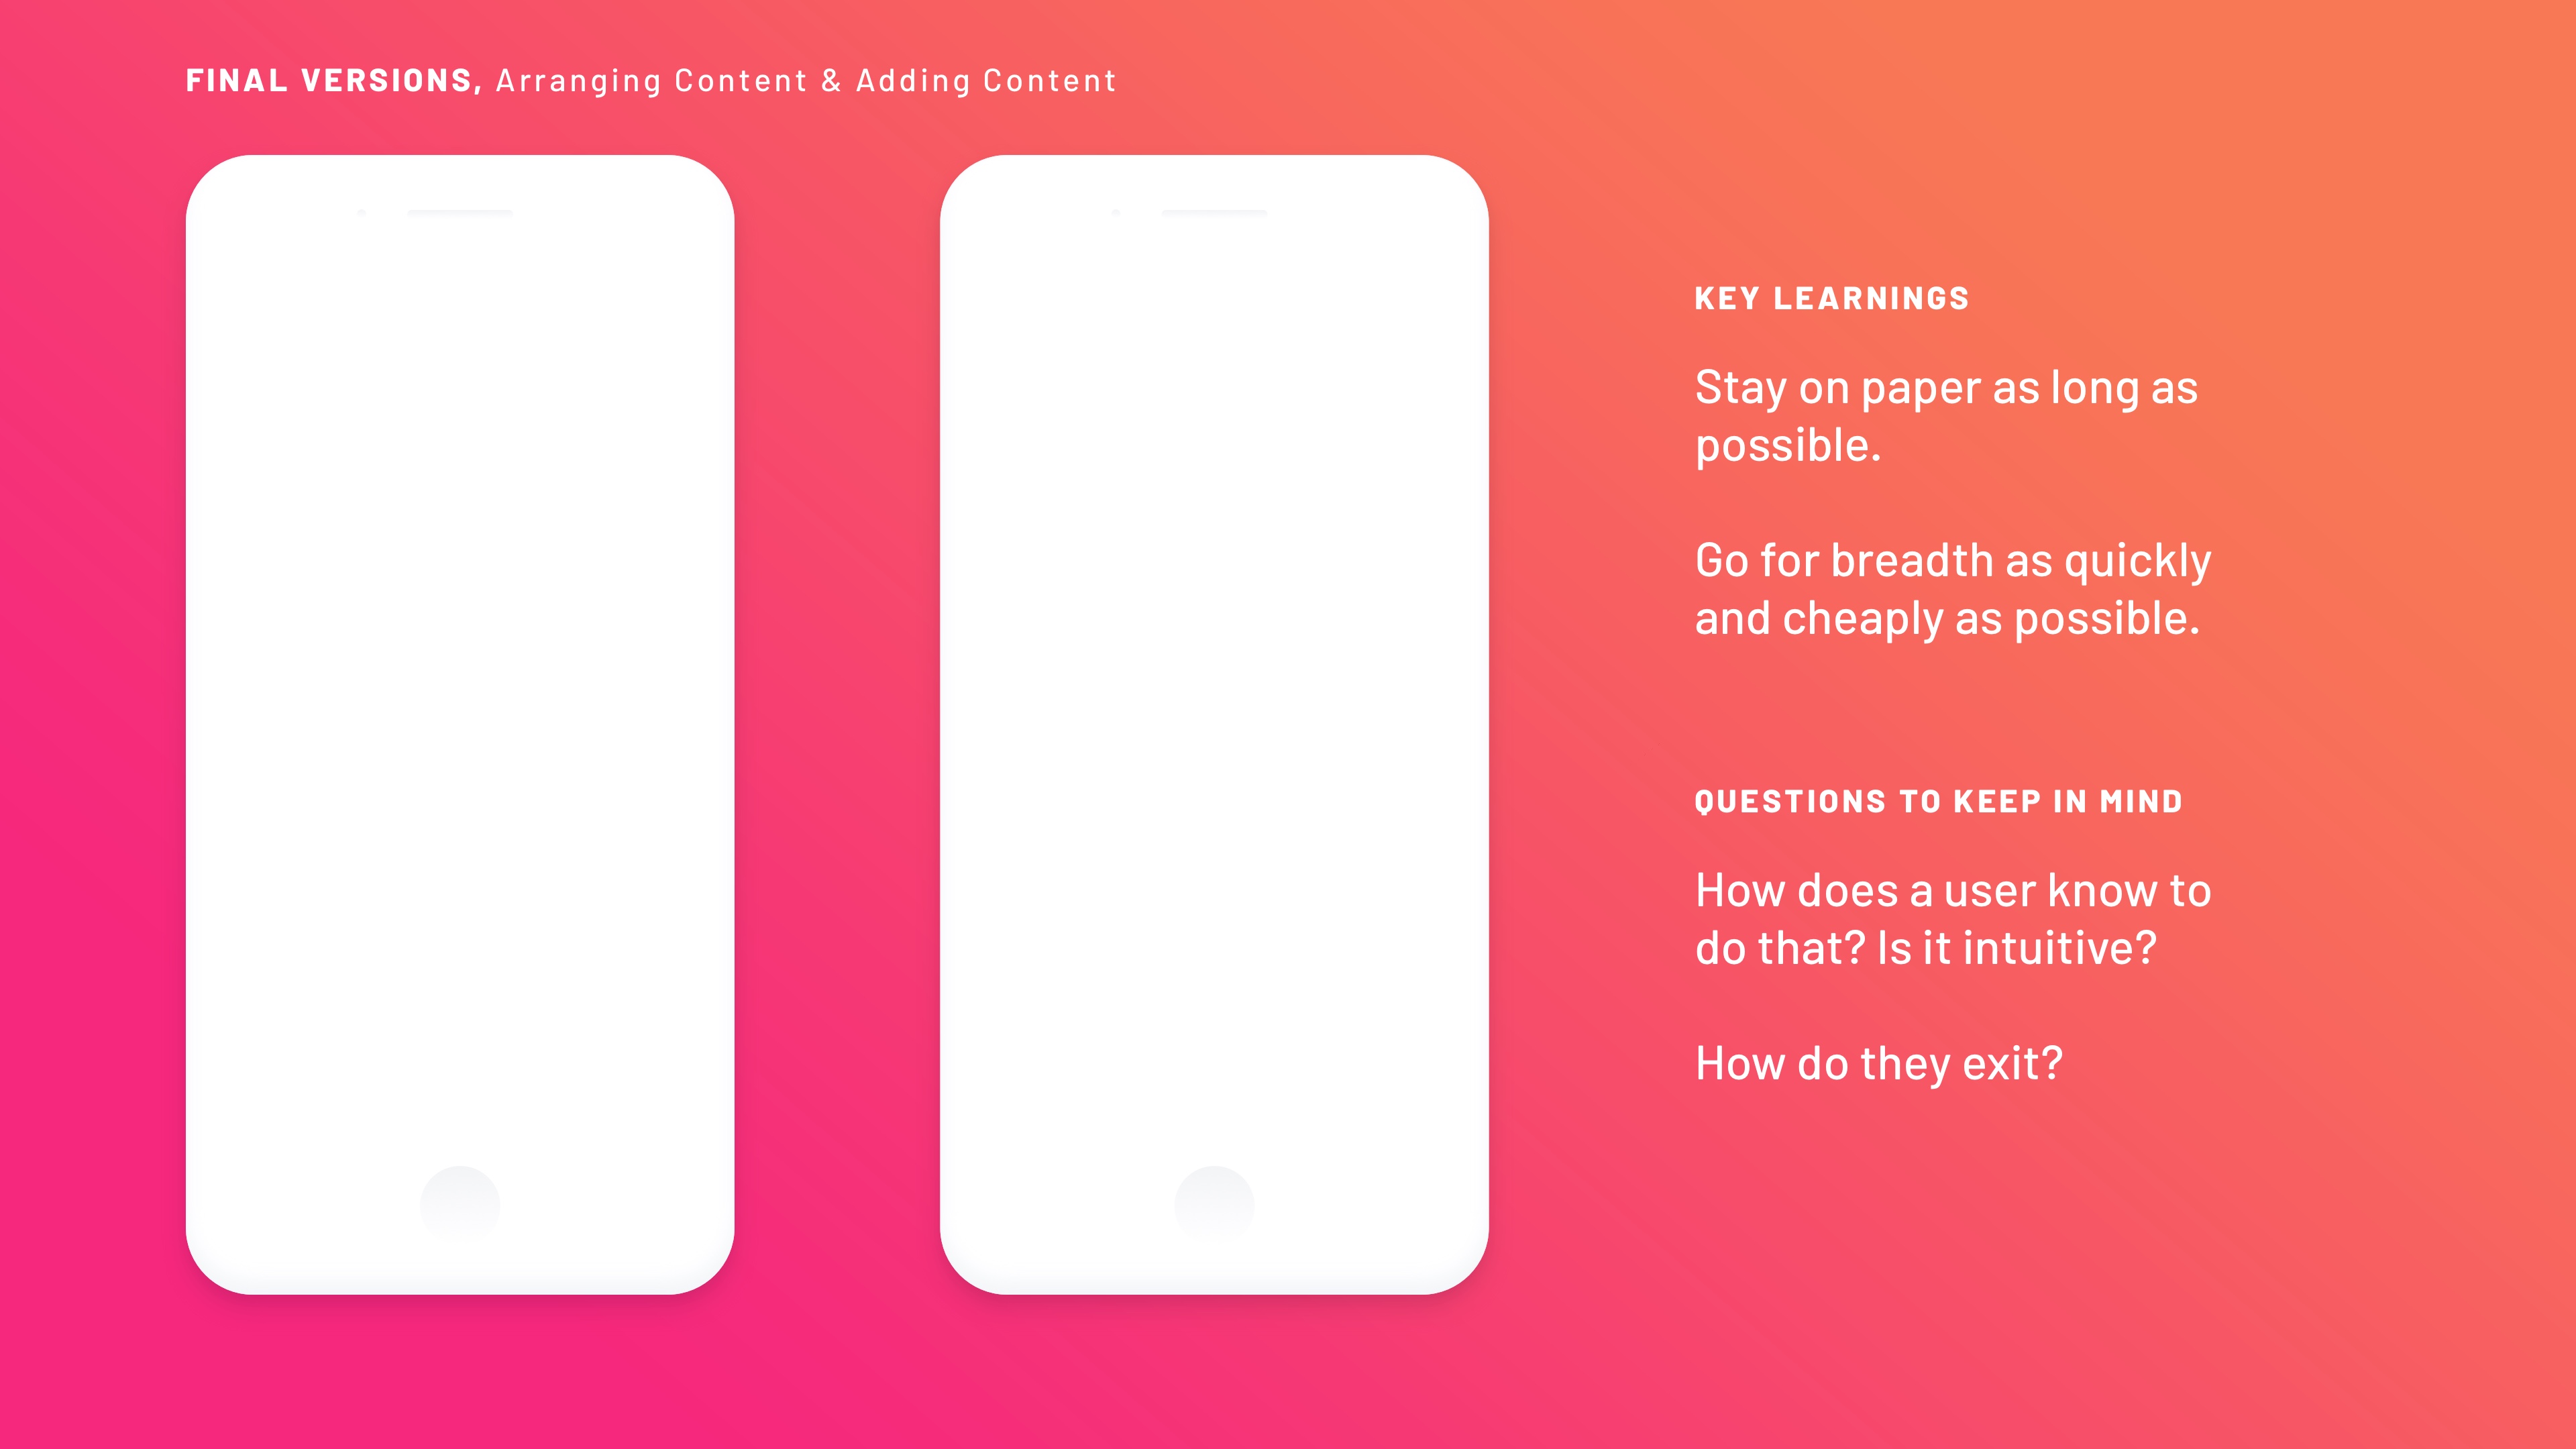 FINAL VERSIONS, Arranging Content & Adding Content
KEY LEARNINGS
Stay on paper as long as
possible.
Go for breadth as quickly
and cheaply as possible.
QUESTIONS TO KEEP IN MIND
How does a user know to
do that? Is it intuitive?
How do they exit?